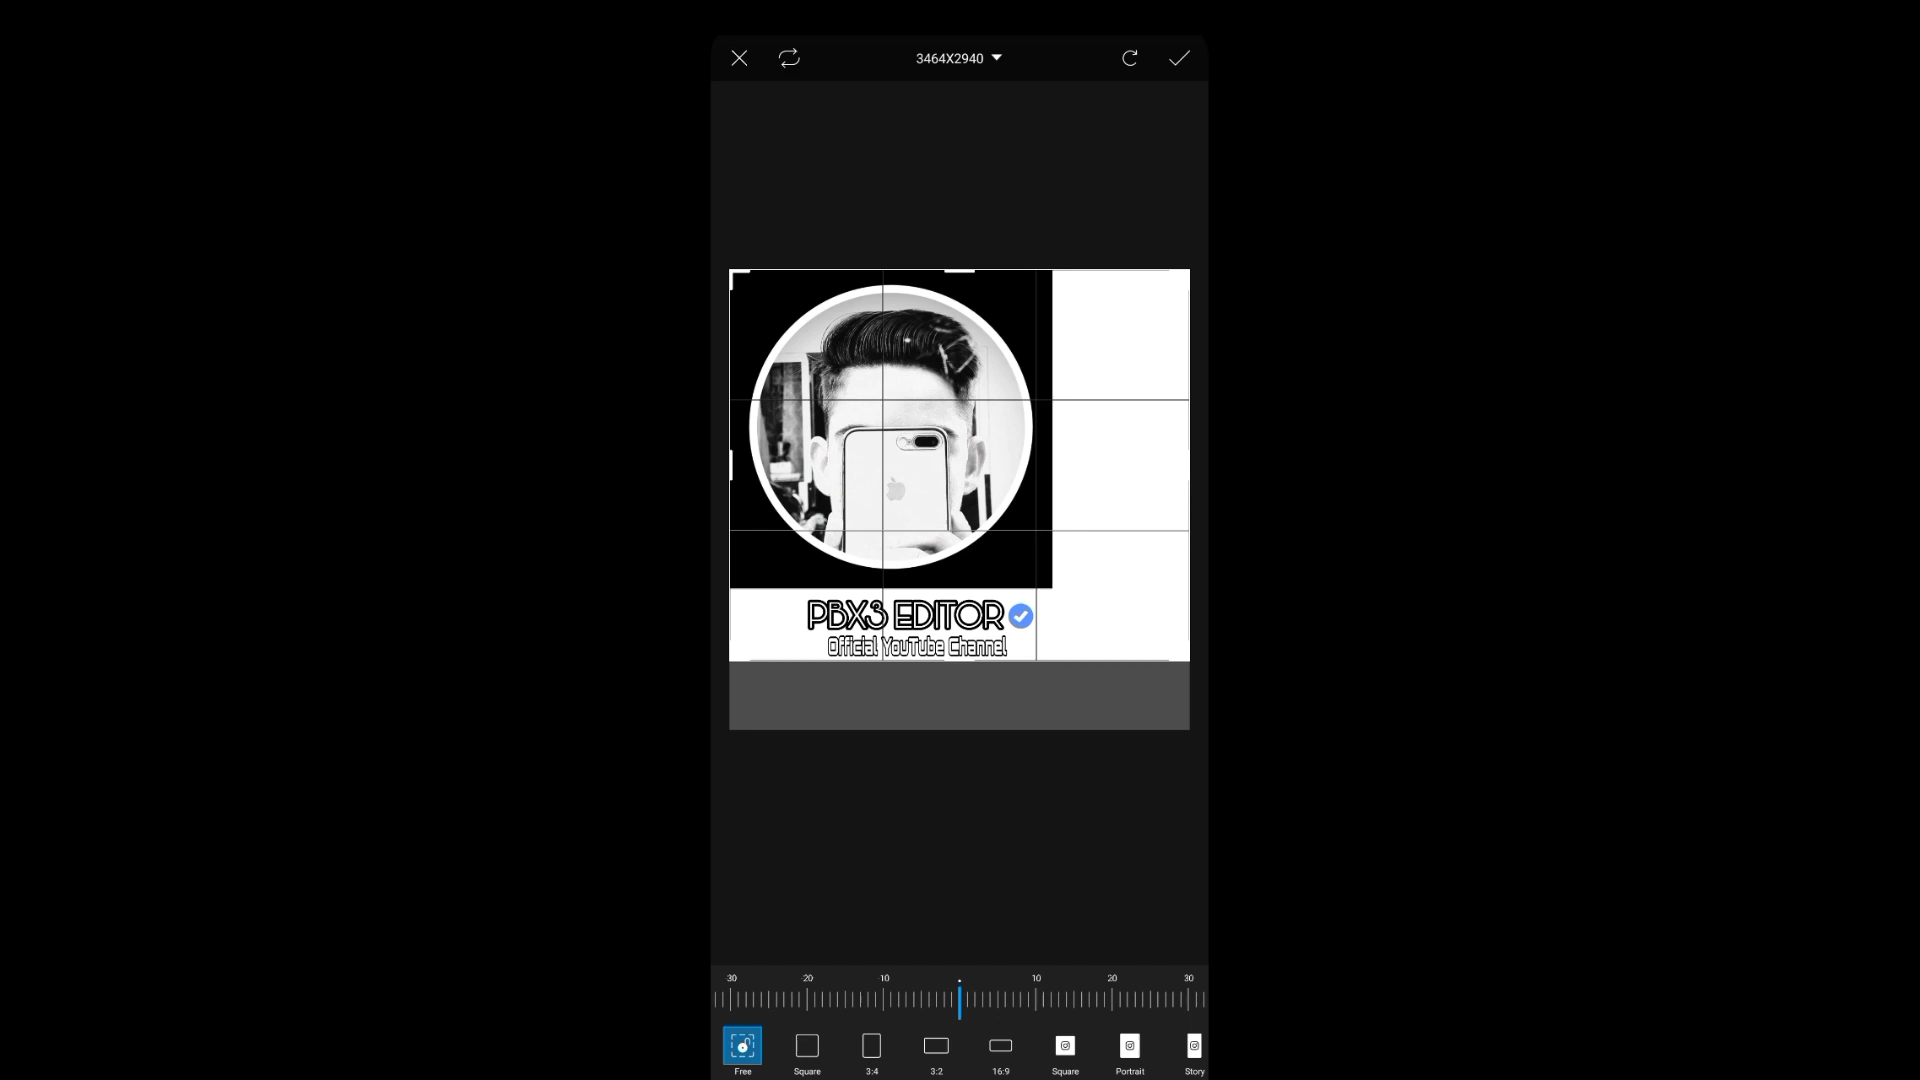 3464X2940
PBX3 EDITOR
Official YouTube Channel
30 20 10 10 20 30
Free Square 3:4 3:2 16:9 Square Portrait Story